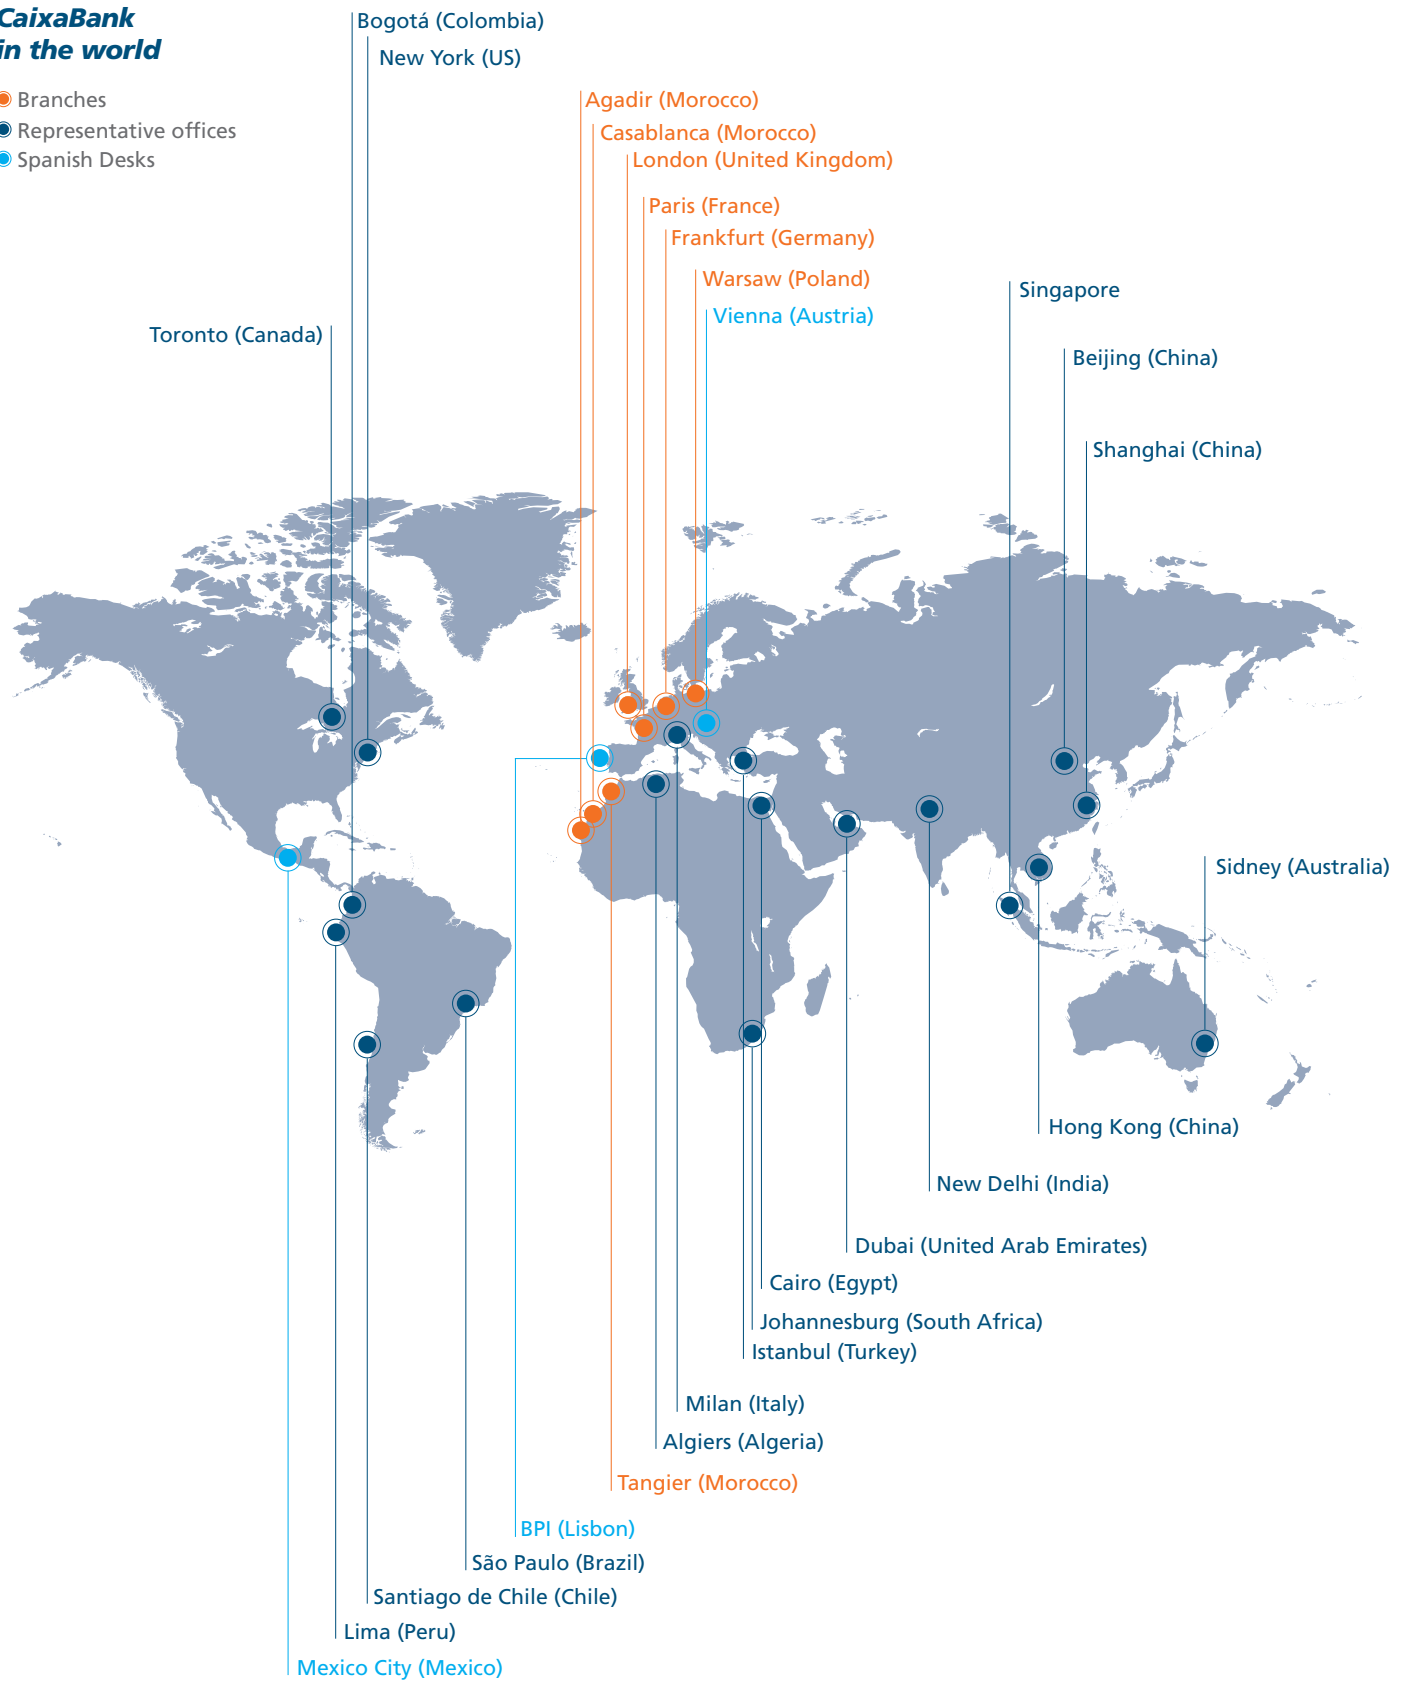 CaixaBank
in the world
Branches
Representative offices
Spanish Desks
Bogotá (Colombia)
New York (US)
Agadir (Morocco)
Casablanca (Morocco)
London (United Kingdom)
Paris (France)
Frankfurt (Germany)
Warsaw (Poland)
Vienna (Austria)
Singapore
Toronto (Canada)
Beijing (China)
Shanghai (China)
Sidney (Australia)
Hong Kong (China)
New Delhi (India)
Dubai (United Arab Emirates)
Cairo (Egypt)
Johannesburg (South Africa)
Istanbul (Turkey)
Milan (Italy)
Algiers (Algeria)
Tangier (Morocco)
BPI (Lisbon)
São Paulo (Brazil)
Santiago de Chile (Chile)
Lima (Peru)
Mexico City (Mexico)